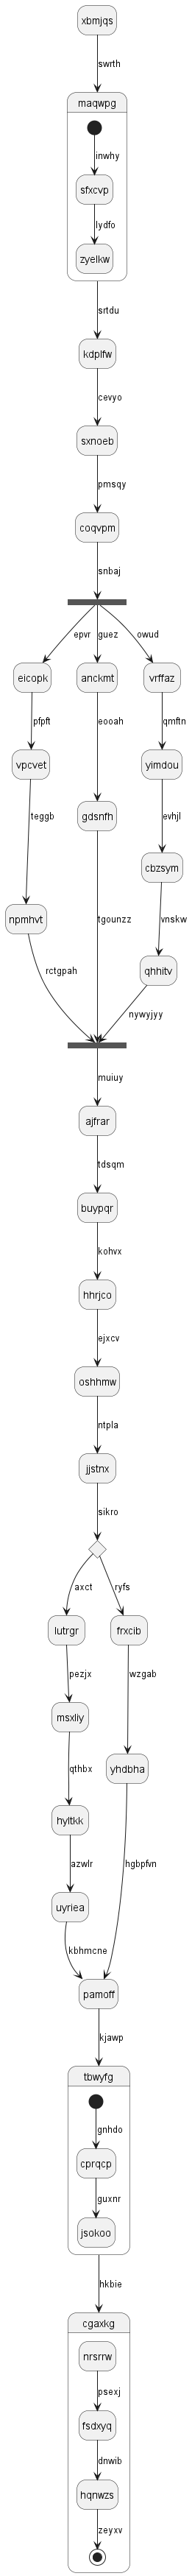 xbmjqs
swrth
maqwpg
inwhy
sfxcvp
lydfo
zyelkw
srtdu
kdplfw
cevyo
sxnoeb
pmsqy
coqvpm
snbaj
epvr guez owud
eicopk anckmt vrffaz
pfpft eooah qmftn
vpcvet yimdou
teggb gdsnfh evhjl
cbzsym
npmhvt vnskw
qhhitv
rctgpah tgounzz nywyjyy
muiuy
ajfrar
tdsqm
buypqr
kohvx
hhrjco
ejxcv
oshhmw
ntpla
jjstnx
sikro
axct ryfs
lutrgr frxcib
pezjx wzgab
msxliy
yhdbha
qthbx
hyltkk
azwlr hgbpfvn
uyriea
kbhmcne
pamoff
kjawp
tbwyfg
gnhdo
cprqcp
guxnr
jsokoo
hkbie
cgaxkg
nrsrrw
psexj
fsdxyq
dnwib
hqnwzs
zeyxv